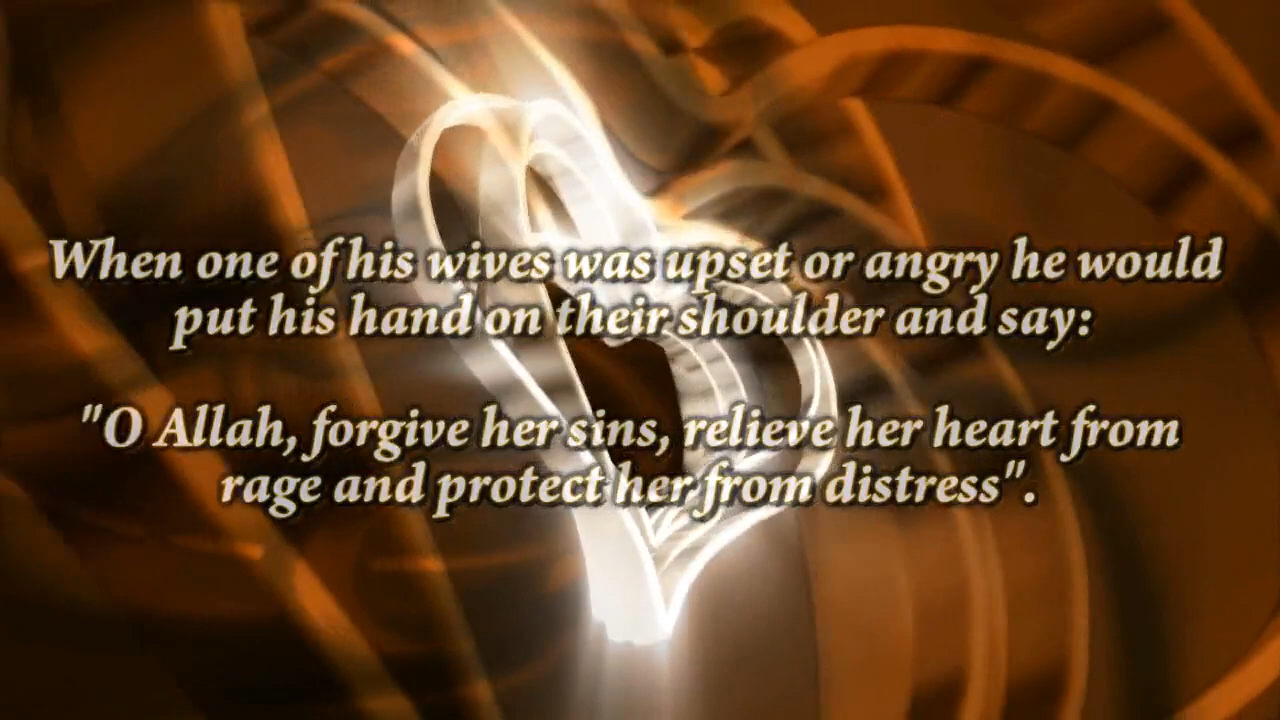 When one of his wives was upset or angry he would
put his hand on their shoulder and say:
"O Allah, forgive her sins, relieve her heart from
rage and protect her from distress".